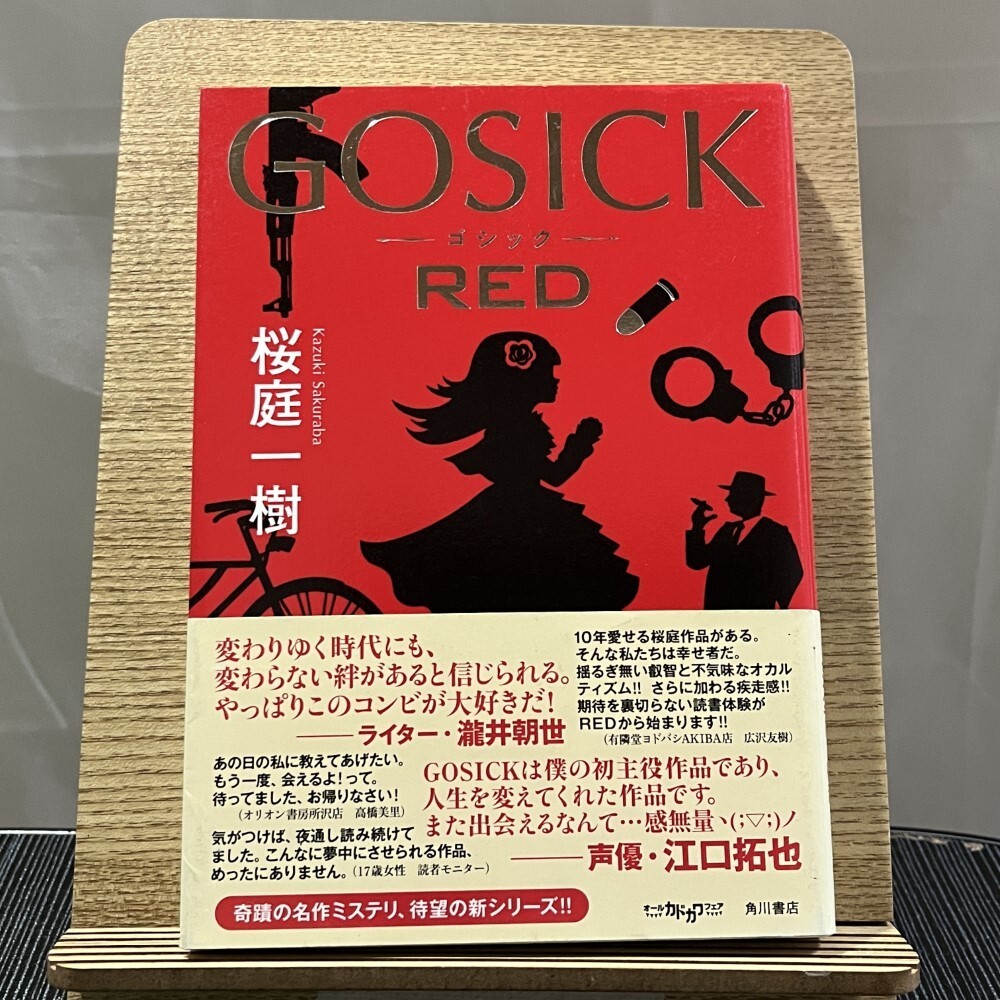 GOSICK
ゴシック
RED
桜庭一樹
Kazuki Sakuraba
変わりゆく時代にも、
変わらない絆があると信じられる。
やっぱりこのコンビが大好きだ!
──ライター・瀧井朝世
10年愛せる桜庭作品がある。
そんな私たちは幸せ者だ。
揺るぎ無い叡智と不気味なオカル
ティズム!! さらに加わる疾走感!!
期待を裏切らない読書体験が
REDから始まります!!
(有隣堂ヨドバシAKIBA店 広沢友樹)
あの日の私に教えてあげたい。
もう一度、会えるよ!って。
待ってました、お帰りなさい!
(オリオン書房所沢店 高橋美里)
GOSICKは僕の初主役作品であり、
人生を変えてくれた作品です。
また出会えるなんて…感無量ヽ(;▽;)ノ
──声優・江口拓也
気がつけば、夜通し読み続けて
ました。こんなに夢中にさせられる作品、
めったにありません。(17歳女性 読者モニター)
奇蹟の名作ミステリ、待望の新シリーズ!!
オールカドカワフェア
角川書店